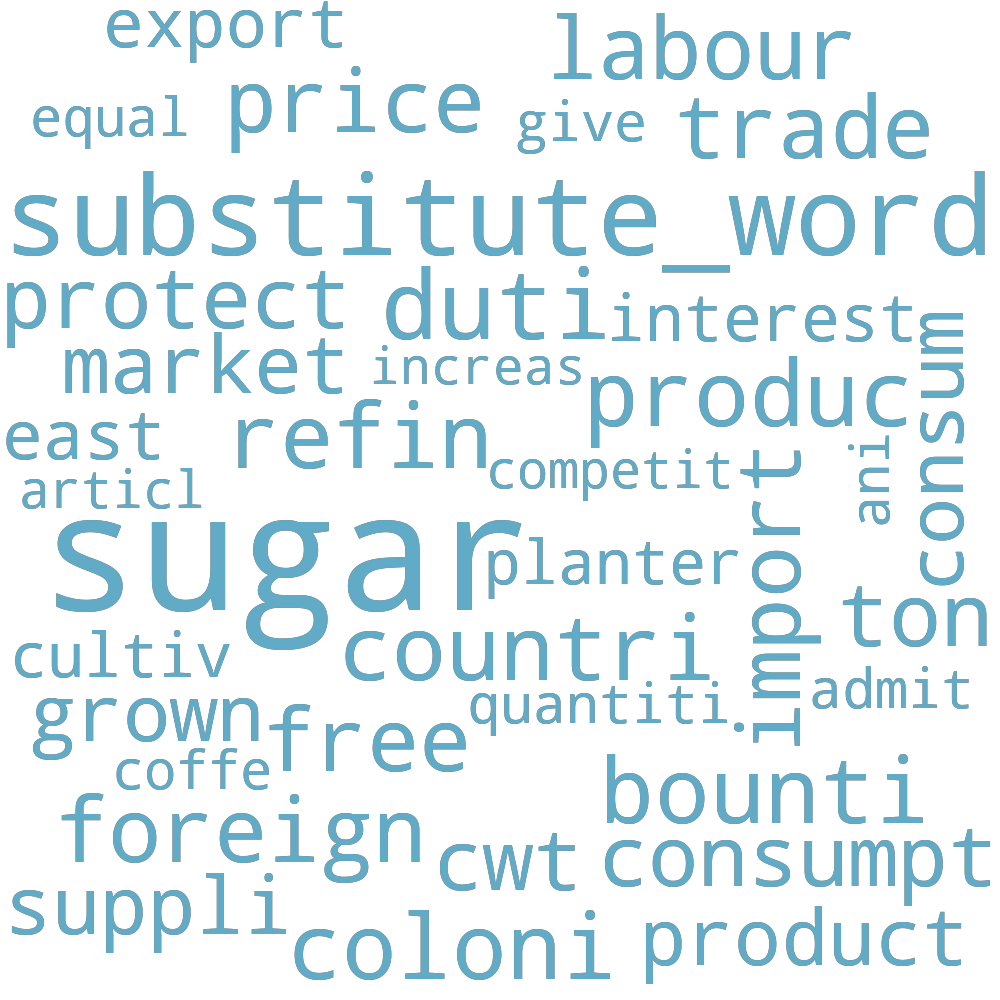 export
labour
price
equal
give
trade
substitute_word
protect
duti
interest
market
increas
produc
consum
east
refin
competit
import
ani
articl
sugar
planter
ton
cultiv
countri
quantiti
admit
grown
free
coffe
bounti
foreign
cwt
consumpt
suppli
coloni
product